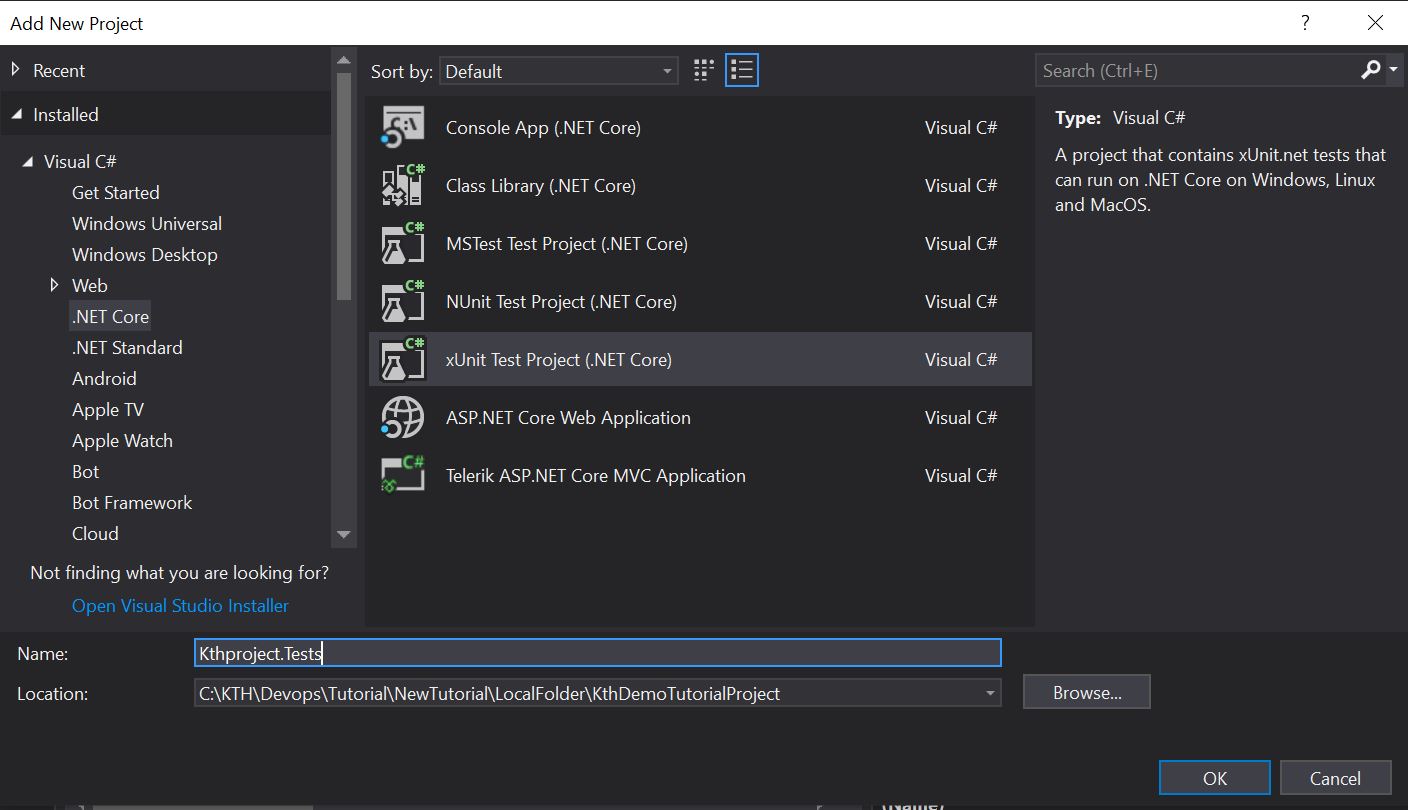 Add New Project
?
Recent
Installed
Visual C#
Get Started
Windows Universal
Windows Desktop
Web
.NET Core
.NET Standard
Android
Apple TV
Apple Watch
Bot
Bot Framework
Cloud
Not finding what you are looking for?
Open Visual Studio Installer
Sort by: Default
C:\ Console App (.NET Core) Visual C#
C# Class Library (.NET Core) Visual C#
C# MSTest Test Project (.NET Core) Visual C#
C# NUnit Test Project (.NET Core) Visual C#
C# xUnit Test Project (.NET Core) Visual C#
ASP.NET Core Web Application Visual C#
C# Telerik ASP.NET Core MVC Application Visual C#
Search (Ctrl+E)
Type: Visual C#
A project that contains xUnit.net tests that
can run on .NET Core on Windows, Linux
and MacOS.
Name: Kthproject.Tests
Location: C:\KTH\Devops\Tutorial\NewTutorial\LocalFolder\KthDemoTutorialProject
Browse...
OK Cancel
(Name)